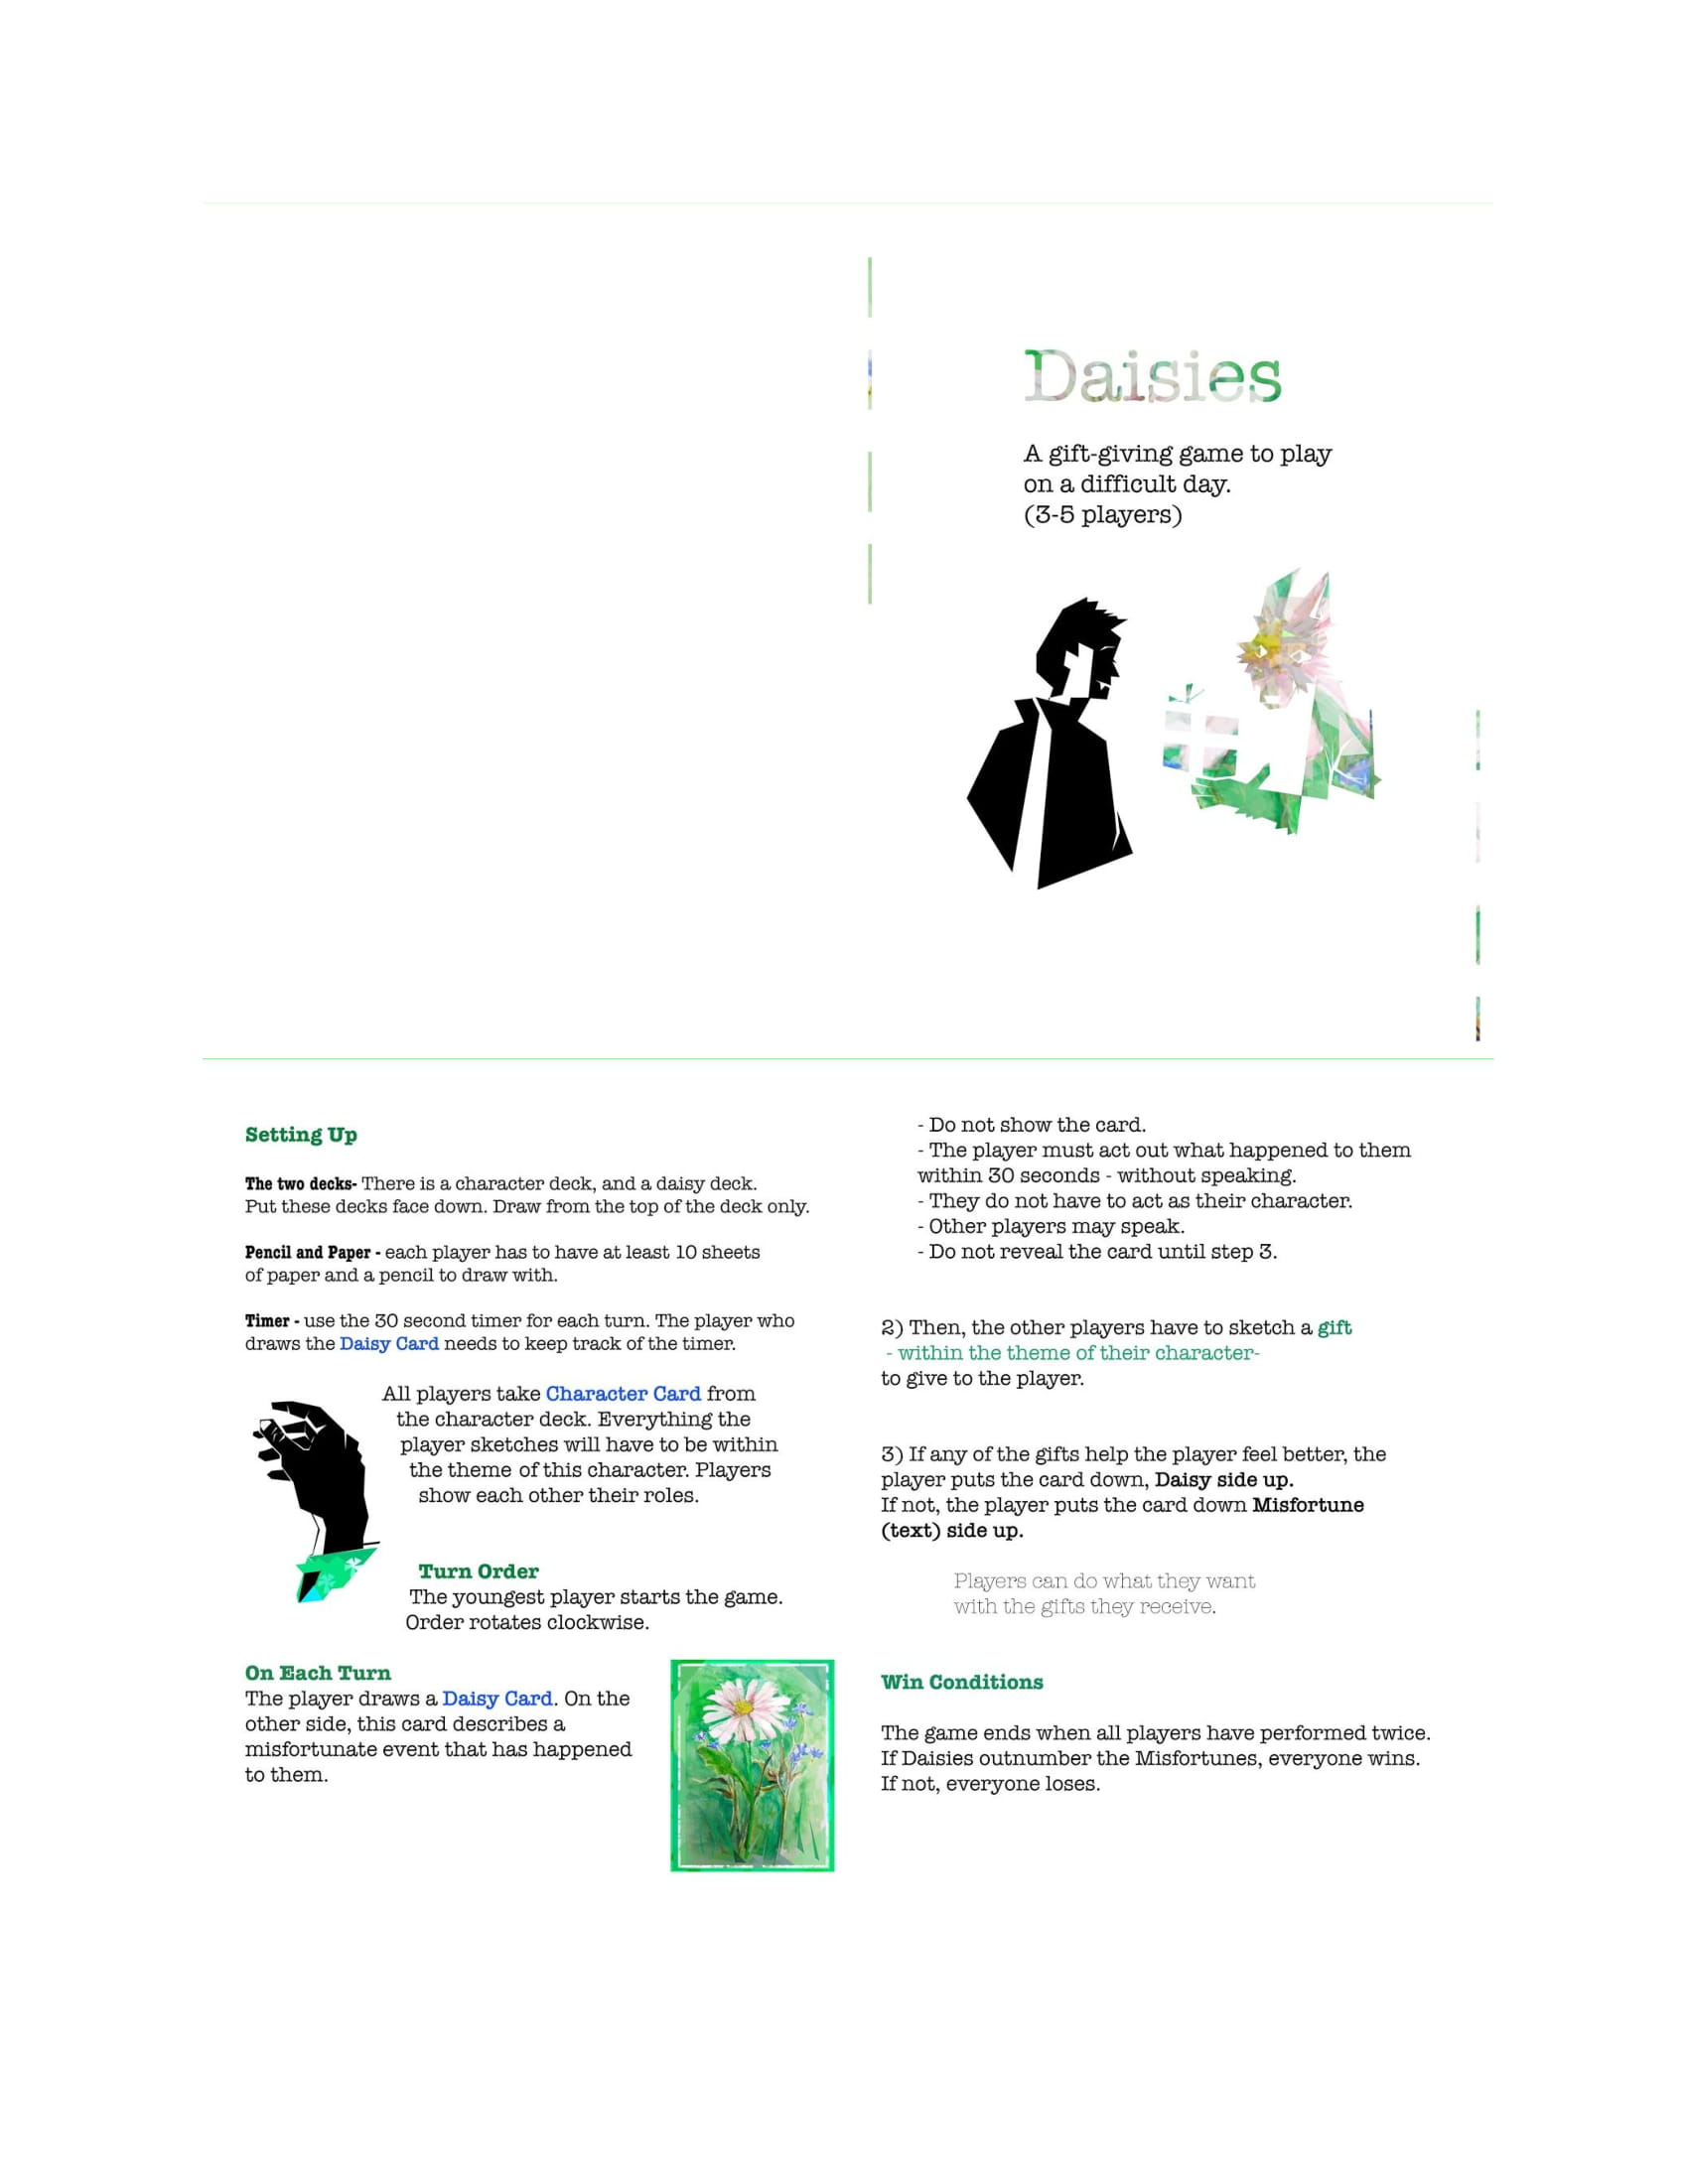 Daisies
A gift-giving game to play
on a difficult day.
(3-5 players)
Setting Up
The two decks- There is a character deck, and a daisy deck.
Put these decks face down. Draw from the top of the deck only.
Pencil and Paper - each player has to have at least 10 sheets
of paper and a pencil to draw with.
Timer - use the 30 second timer for each turn. The player who
draws the Daisy Card needs to keep track of the timer.
All players take Character Card from
the character deck. Everything the
player sketches will have to be within
the theme of this character. Players
show each other their roles.
Turn Order
The youngest player starts the game.
Order rotates clockwise.
On Each Turn
The player draws a Daisy Card. On the
other side, this card describes a
misfortunate event that has happened
to them.
- Do not show the card.
- The player must act out what happened to them
within 30 seconds - without speaking.
- They do not have to act as their character.
- Other players may speak.
- Do not reveal the card until step 3.
2) Then, the other players have to sketch a gift
- within the theme of their character-
to give to the player.
3) If any of the gifts help the player feel better, the
player puts the card down, Daisy side up.
If not, the player puts the card down Misfortune
(text) side up.
Players can do what they want
with the gifts they receive.
Win Conditions
The game ends when all players have performed twice.
If Daisies outnumber the Misfortunes, everyone wins.
If not, everyone loses.